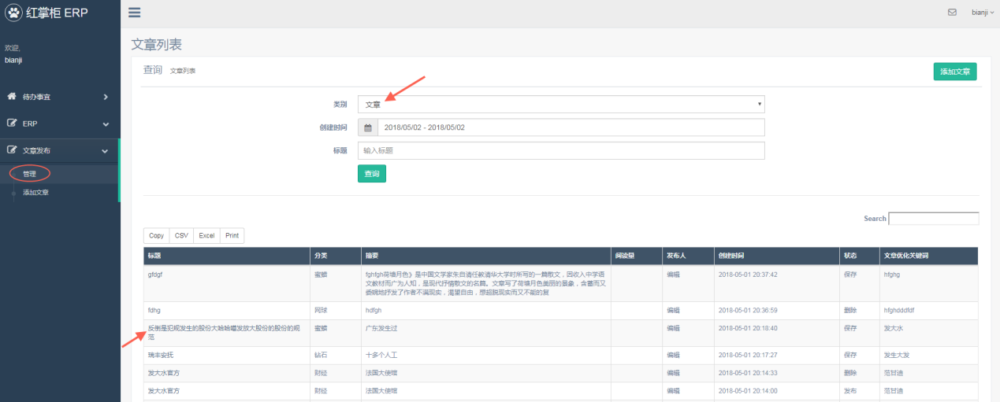 红掌柜 ERP
bianji
欢迎,
bianji
待办事宜
ERP
文章发布
管理
添加文章
文章列表
查询 文章列表
添加文章
类别 文章
创建时间 2018/05/02 - 2018/05/02
标题 输入标题
查询
Search
Copy CSV Excel Print
标题 分类 摘要 阅读量 发布人 创建时间 状态 文章优化关键词
gfdgf 蜜蜡 fghfgh荷塘月色》是中国文学家朱自清任教清华大学时所写的一篇散文，因收入中学语 编辑 2018-05-01 20:37:42 保存 hfghg
文教材而广为人知，是现代抒情散文的名篇。文章写了荷塘月色美丽的景象，含蓄而又
委婉地抒发了作者不满现实，渴望自由，想超脱现实而又不能的复
fdhg 网球 hdfgh 编辑 2018-05-01 20:36:59 删除 hfghdddfdf
反倒是犯规发生的股份大哈哈噻发放大股份的股份的规 蜜蜡 广东发生过 编辑 2018-05-01 20:18:40 保存 发大水
范
瑞丰安抚 钻石 十多个人工 编辑 2018-05-01 20:17:27 保存 发生大发
发大水官方 财经 法国大使馆 编辑 2018-05-01 20:14:33 删除 范甘迪
发大水官方 财经 法国大使馆 编辑 2018-05-01 20:14:00 发布 范甘迪